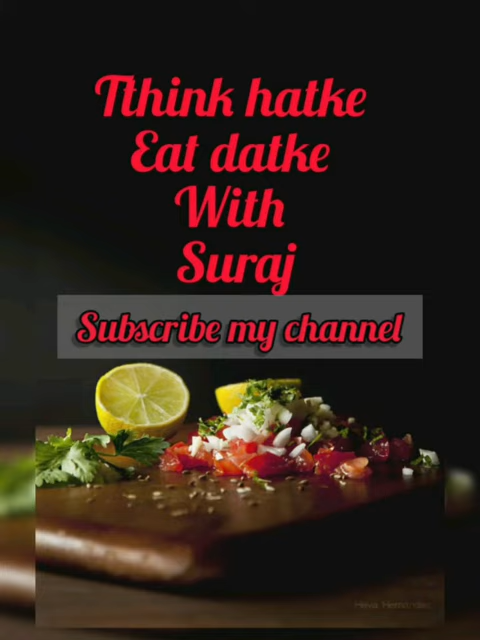 Tthink hatke
Eat datke
With
Suraj
Subscribe my channel